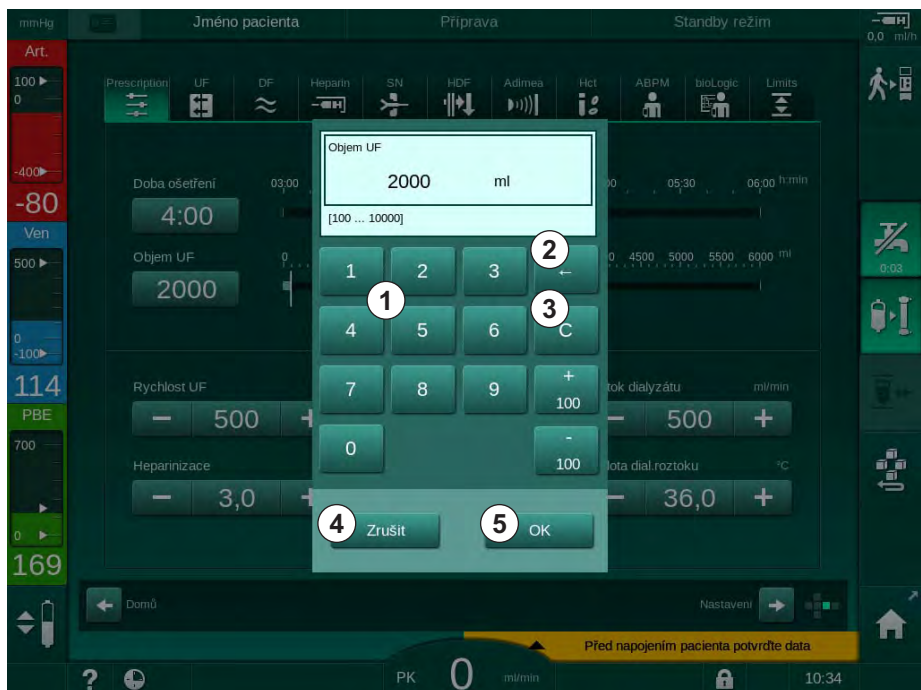 mmHg
Jméno pacienta
Příprava
Standby režim
0,0 ml/h
Art.
100
0
-400
-80
Ven
500
0
-100
114
PBE
700
0
169
Prescription UF DF Heparin SN HDF Adimea Hct ABPM bioLogic Limits
Doba ošetření
03:00
05:30
06:00 h:min
4:00
Objem UF
0
4500 5000 5500 6000 ml
2000
Rychlost UF
− 500 +
Heparinizace
− 3,0 +
tok dialyzátu ml/min
− 500 +
lota dial.roztoku °C
− 36,0 +
Objem UF
2000 ml
[100 ... 10000]
1 2 3 ←
4 5 6 C
7 8 9 + 100
0 - 100
Zrušit OK
1
2
3
4
5
0:03
Domů
Nastavení
Před napojením pacienta potvrďte data
?
PK 0 ml/min
10:34